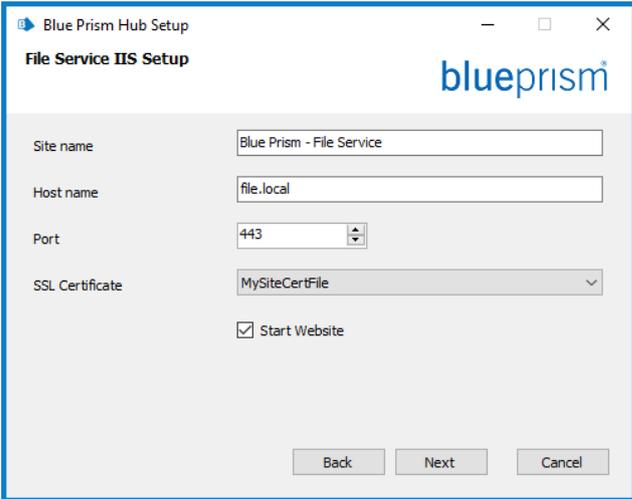 Blue Prism Hub Setup
File Service IIS Setup
blueprism®
Site name Blue Prism - File Service
Host name file.local
Port 443
SSL Certificate MySiteCertFile
Start Website
Back Next Cancel